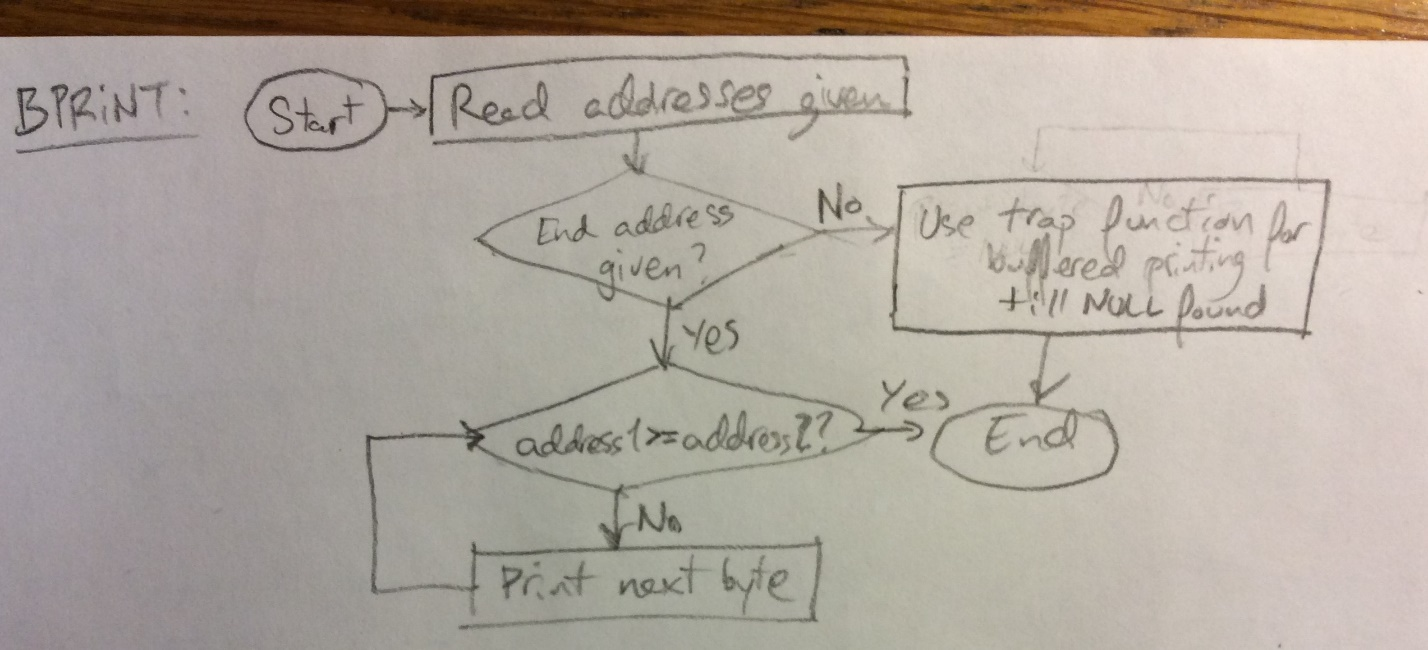 BPRINT:
Start
Read addresses given
End address
given?
No
Use trap function for
buffered printing
till NULL found
Yes
address1>=address2?
Yes
End
No
Print next byte